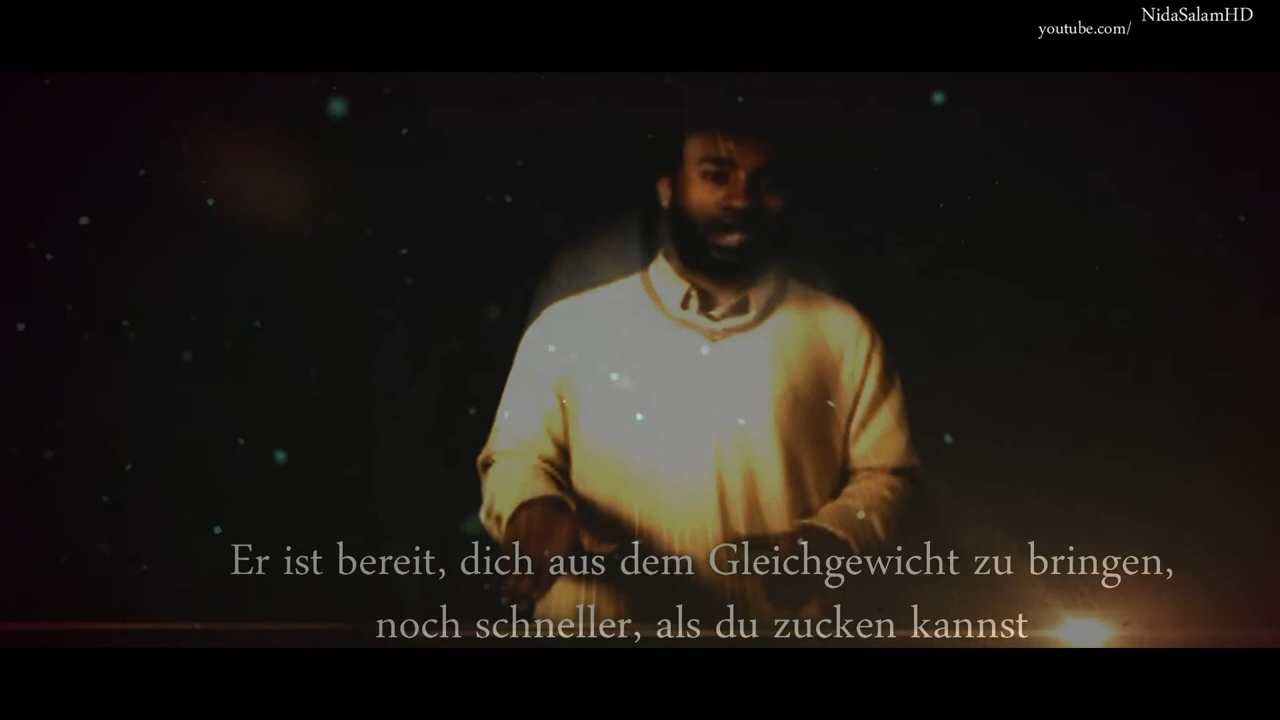 NidaSalamHD
youtube.com/
Er ist bereit, dich aus dem Gleichgewicht zu bringen,
noch schneller, als du zucken kannst